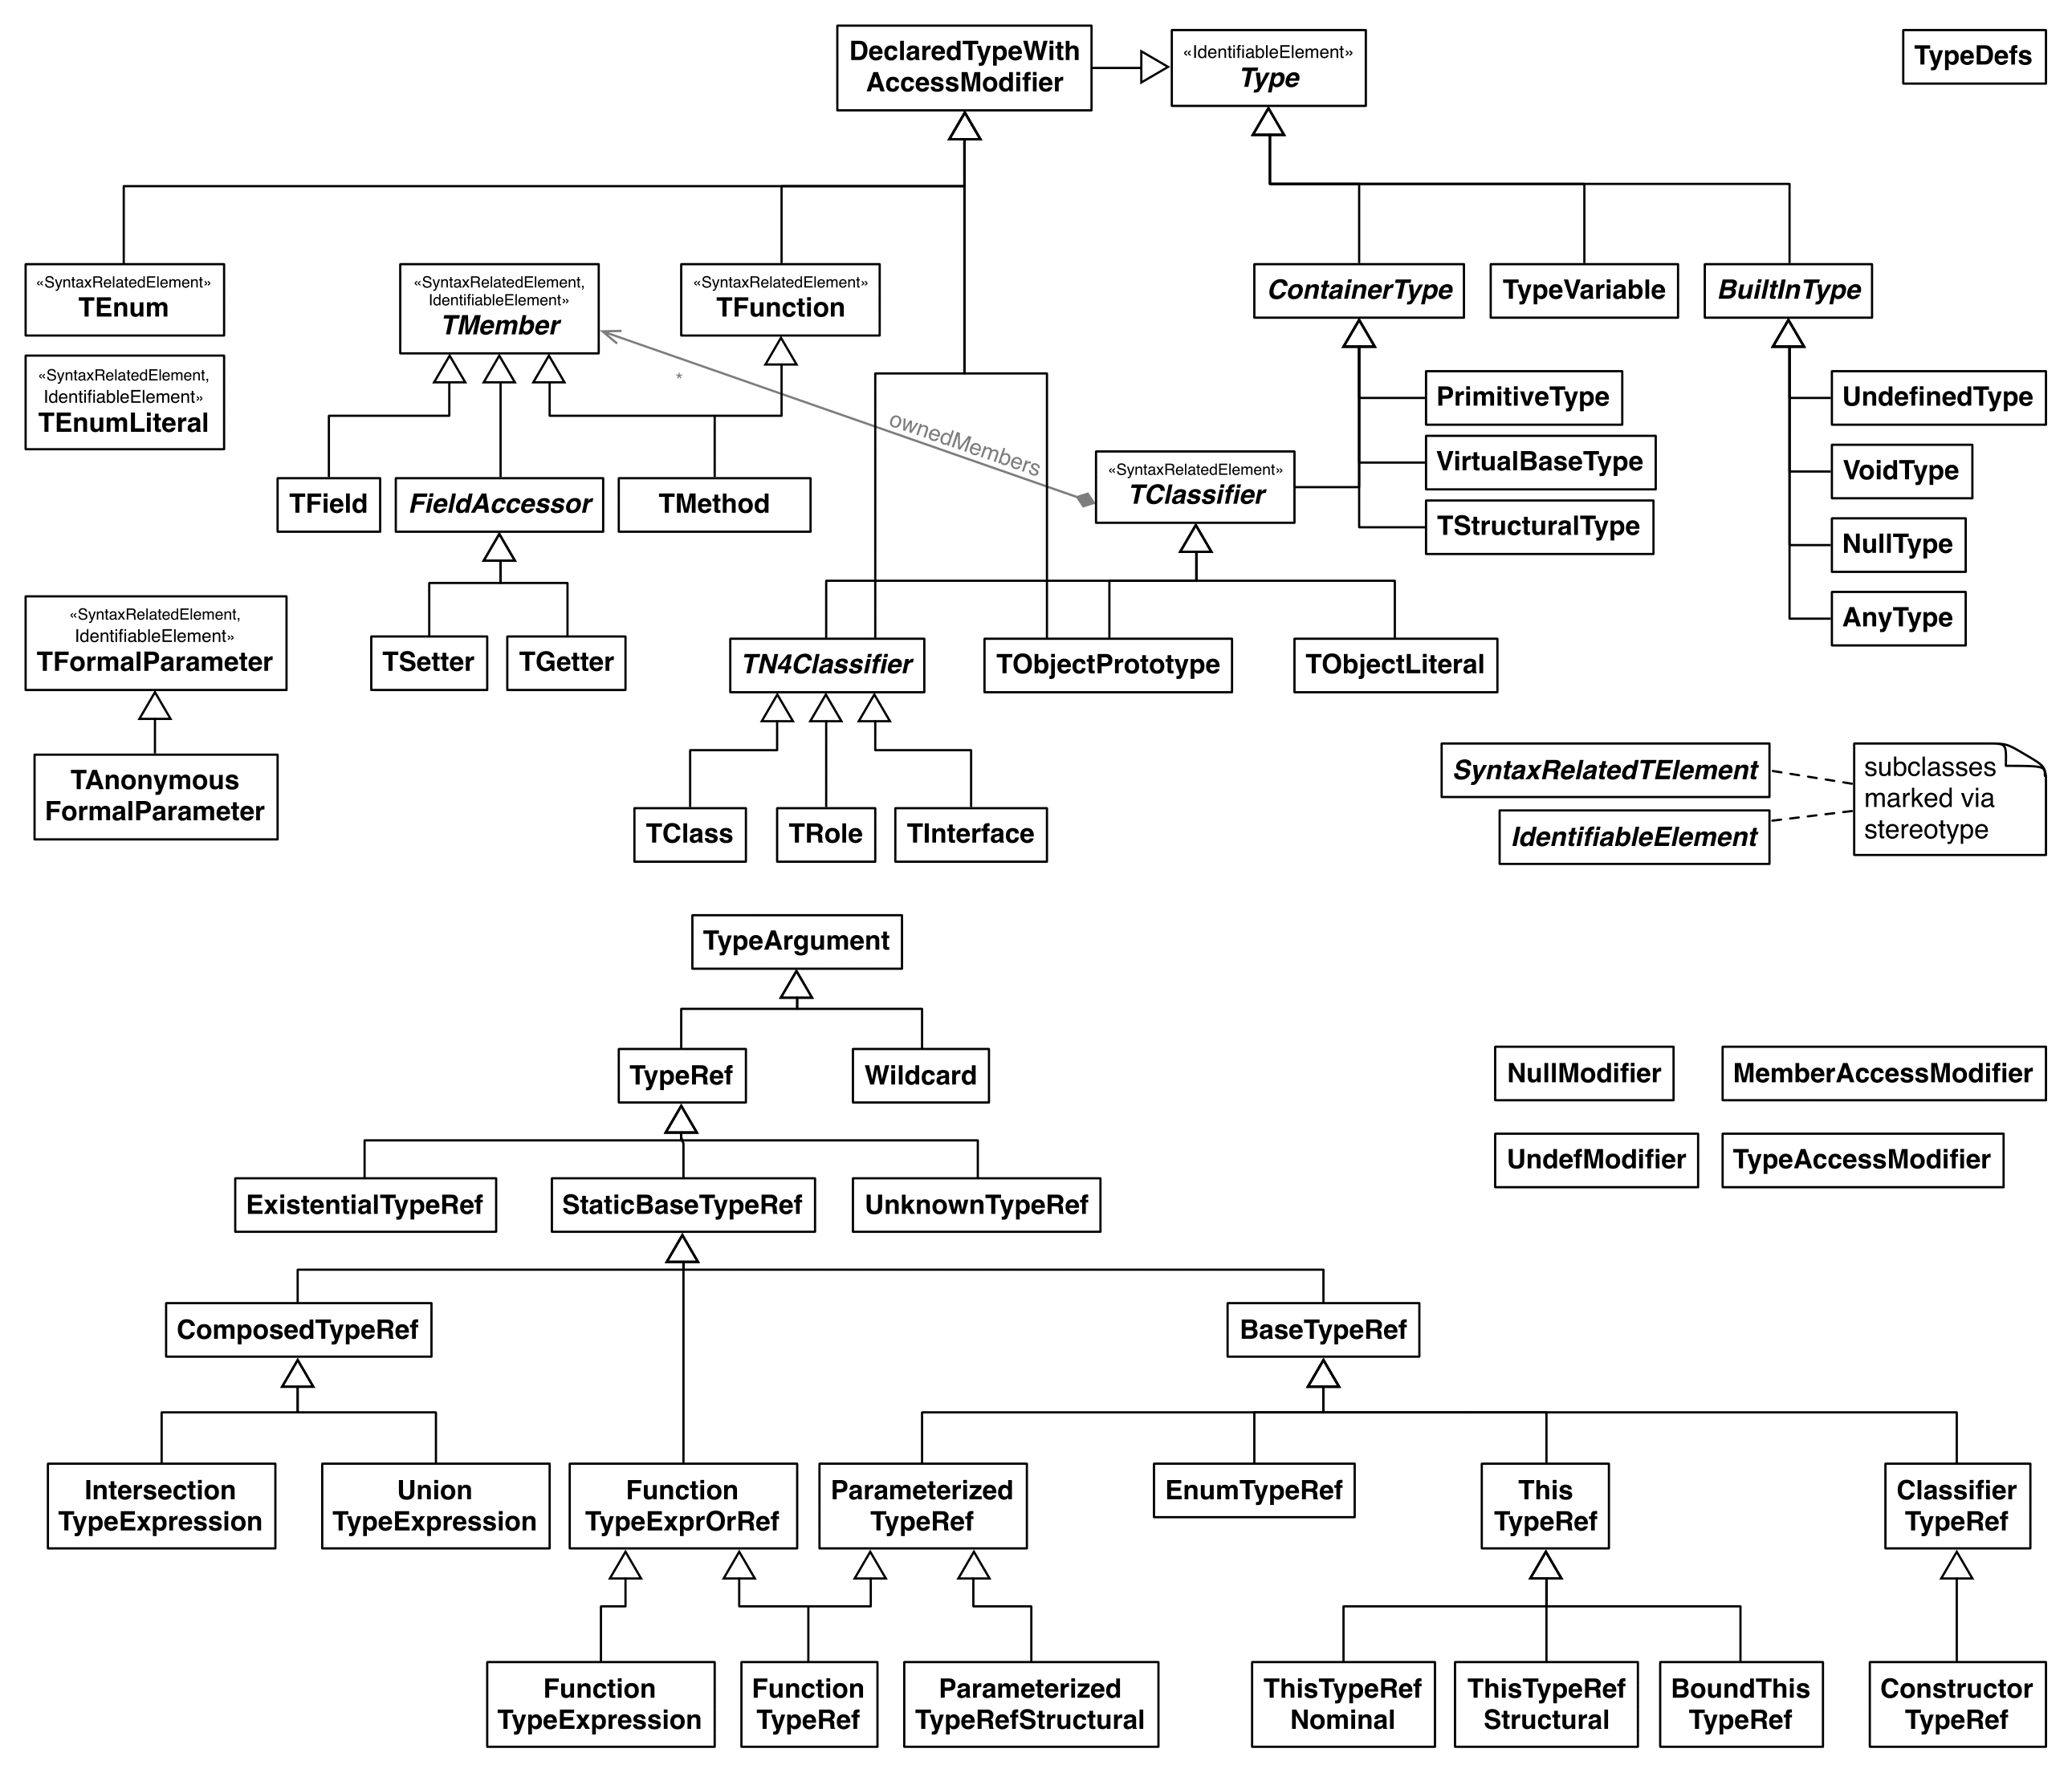 DeclaredTypeWith
AccessModifier
«IdentifiableElement»
Type
TypeDefs
«SyntaxRelatedElement»
TEnum
«SyntaxRelatedElement,
IdentifiableElement»
TMember
«SyntaxRelatedElement»
TFunction
ContainerType
TypeVariable
BuiltInType
«SyntaxRelatedElement,
IdentifiableElement»
TEnumLiteral
*
ownedMembers
PrimitiveType
UndefinedType
VirtualBaseType
VoidType
«SyntaxRelatedElement»
TClassifier
TField
FieldAccessor
TMethod
TStructuralType
NullType
AnyType
«SyntaxRelatedElement,
IdentifiableElement»
TFormalParameter
TSetter
TGetter
TN4Classifier
TObjectPrototype
TObjectLiteral
TAnonymous
FormalParameter
TClass
TRole
TInterface
SyntaxRelatedTElement
IdentifiableElement
subclasses
marked via
stereotype
TypeArgument
TypeRef
Wildcard
NullModifier
MemberAccessModifier
UndefModifier
TypeAccessModifier
ExistentialTypeRef
StaticBaseTypeRef
UnknownTypeRef
ComposedTypeRef
BaseTypeRef
Intersection
TypeExpression
Union
TypeExpression
Function
TypeExprOrRef
Parameterized
TypeRef
EnumTypeRef
This
TypeRef
Classifier
TypeRef
Function
TypeExpression
Function
TypeRef
Parameterized
TypeRefStructural
ThisTypeRef
Nominal
ThisTypeRef
Structural
BoundThis
TypeRef
Constructor
TypeRef